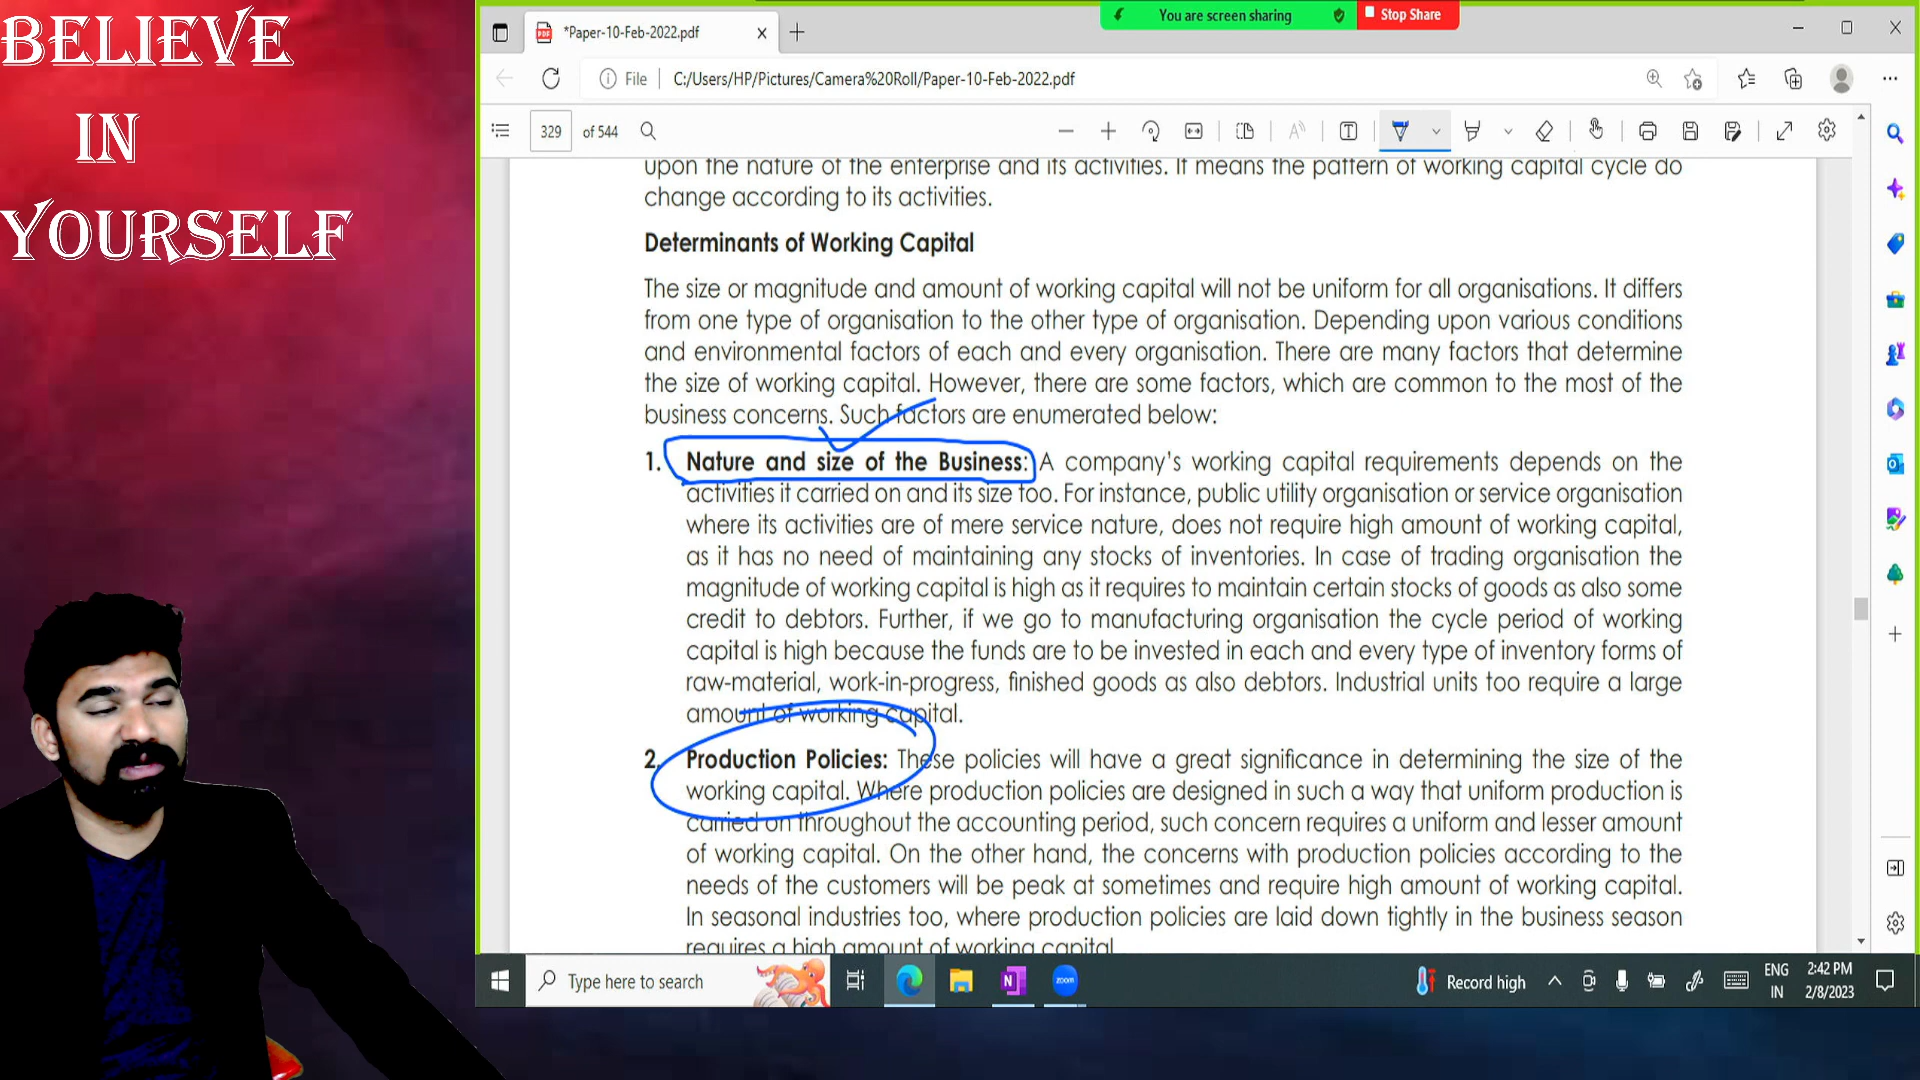 BELIEVE
IN
YOURSELF
You are screen sharing
Stop Share
*Paper-10-Feb-2022.pdf
File
C:/Users/HP/Pictures/Camera%20Roll/Paper-10-Feb-2022.pdf
329 of 544
upon the nature of the enterprise and its activities. It means the pattern of working capital cycle do
change according to its activities.
Determinants of Working Capital
The size or magnitude and amount of working capital will not be uniform for all organisations. It differs
from one type of organisation to the other type of organisation. Depending upon various conditions
and environmental factors of each and every organisation. There are many factors that determine
the size of working capital. However, there are some factors, which are common to the most of the
business concerns. Such factors are enumerated below:
1. Nature and size of the Business: A company's working capital requirements depends on the
activities it carried on and its size too. For instance, public utility organisation or service organisation
where its activities are of mere service nature, does not require high amount of working capital,
as it has no need of maintaining any stocks of inventories. In case of trading organisation the
magnitude of working capital is high as it requires to maintain certain stocks of goods as also some
credit to debtors. Further, if we go to manufacturing organisation the cycle period of working
capital is high because the funds are to be invested in each and every type of inventory forms of
raw-material, work-in-progress, finished goods as also debtors. Industrial units too require a large
amount of working capital.
2. Production Policies: These policies will have a great significance in determining the size of the
working capital. Where production policies are designed in such a way that uniform production is
carried on throughout the accounting period, such concern requires a uniform and lesser amount
of working capital. On the other hand, the concerns with production policies according to the
needs of the customers will be peak at sometimes and require high amount of working capital.
In seasonal industries too, where production policies are laid down tightly in the business season
requires a high amount of working capital
Type here to search
zoom
Record high
ENG
IN
2:42 PM
2/8/2023